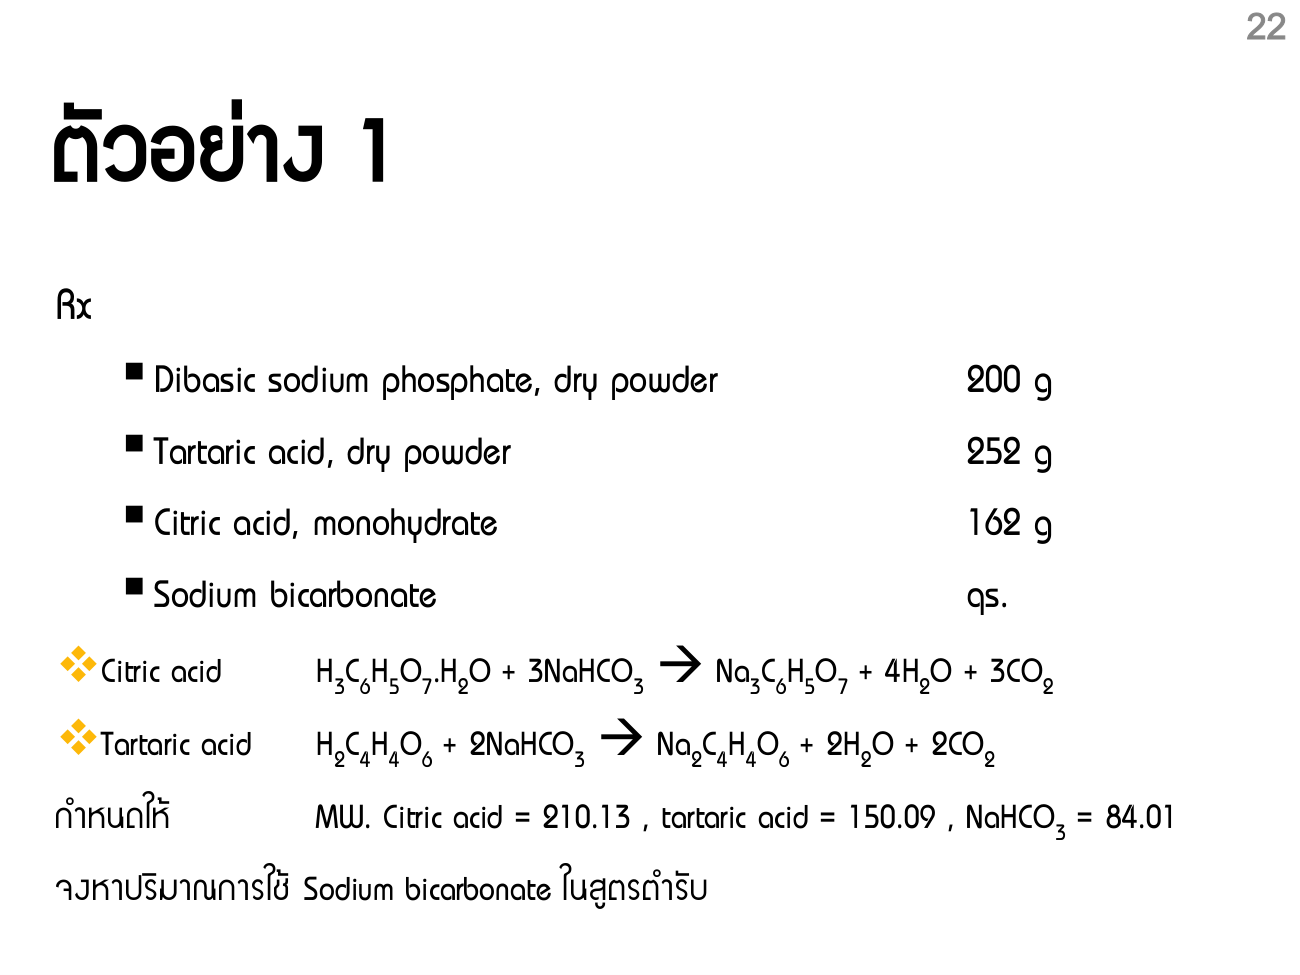 22
ตัวอย่าง 1
Rx
▪ Dibasic sodium phosphate, dry powder 200 g
▪ Tartaric acid, dry powder 252 g
▪ Citric acid, monohydrate 162 g
▪ Sodium bicarbonate qs.
❖Citric acid H₃C₆H₅O₇.H₂O + 3NaHCO₃ → Na₃C₆H₅O₇ + 4H₂O + 3CO₂
❖Tartaric acid H₂C₄H₄O₆ + 2NaHCO₃ → Na₂C₄H₄O₆ + 2H₂O + 2CO₂
กำหนดให้ MW. Citric acid = 210.13 , tartaric acid = 150.09 , NaHCO₃ = 84.01
จงหาปริมาณการใช้ Sodium bicarbonate ในสูตรตำรับ